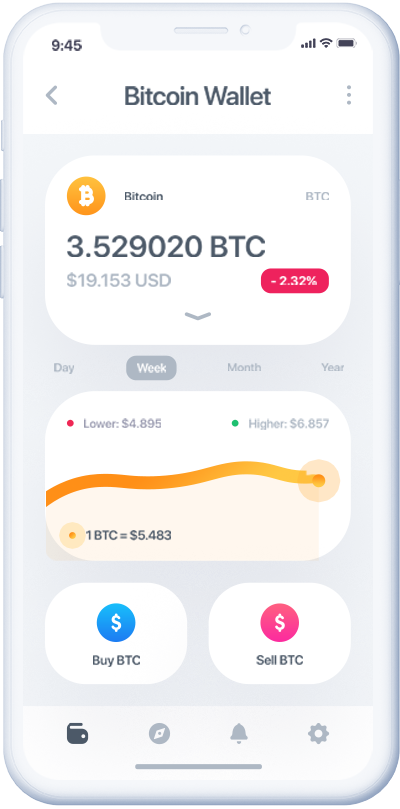 9:45
Bitcoin Wallet
Bitcoin BTC
3.529020 BTC
$19.153 USD - 2.32%
Day Week Month Year
Lower: $4.895 Higher: $6.857
1 BTC = $5.483
Buy BTC Sell BTC